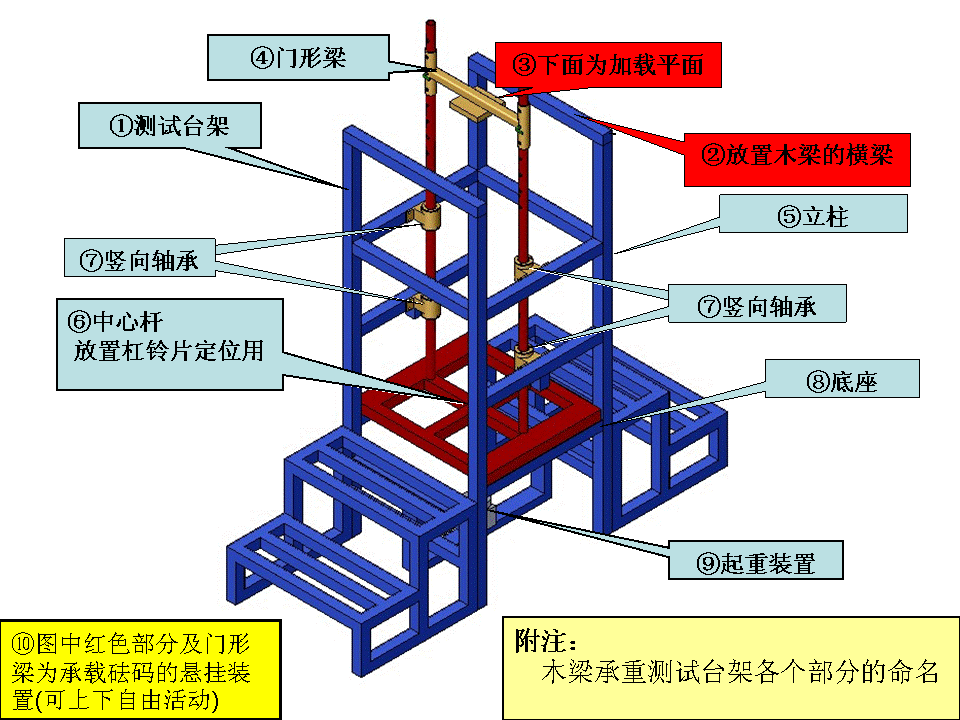 ④门形梁
③下面为加载平面
①测试台架
②放置木梁的横梁
⑤立柱
⑦竖向轴承
⑥中心杆
放置杠铃片定位用
⑦竖向轴承
⑧底座
⑨起重装置
⑩图中红色部分及门形
梁为承载砝码的悬挂装
置(可上下自由活动)
附注：
木梁承重测试台架各个部分的命名